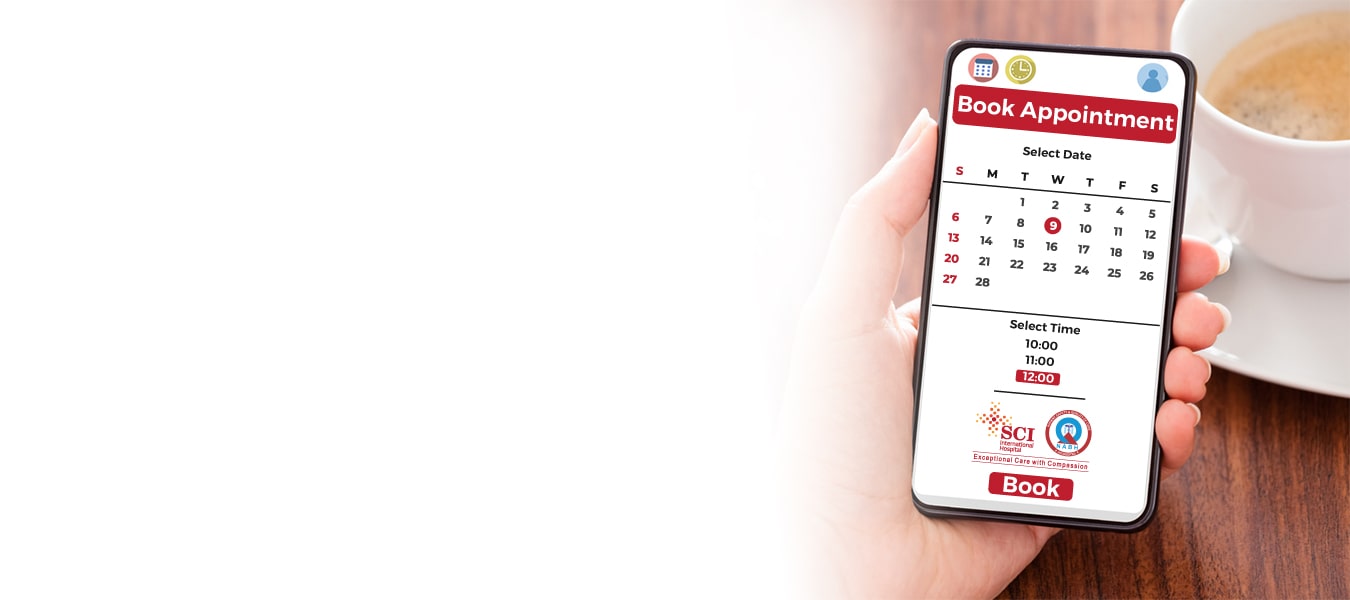 Book Appointment
Select Date
S M T W T F S
1 2 3 4 5
6 7 8 9 10 11 12
13 14 15 16 17 18 19
20 21 22 23 24 25 26
27 28
Select Time
10:00
11:00
12:00
SCI
International
Hospital
NABH
Exceptional Care with Compassion
Book